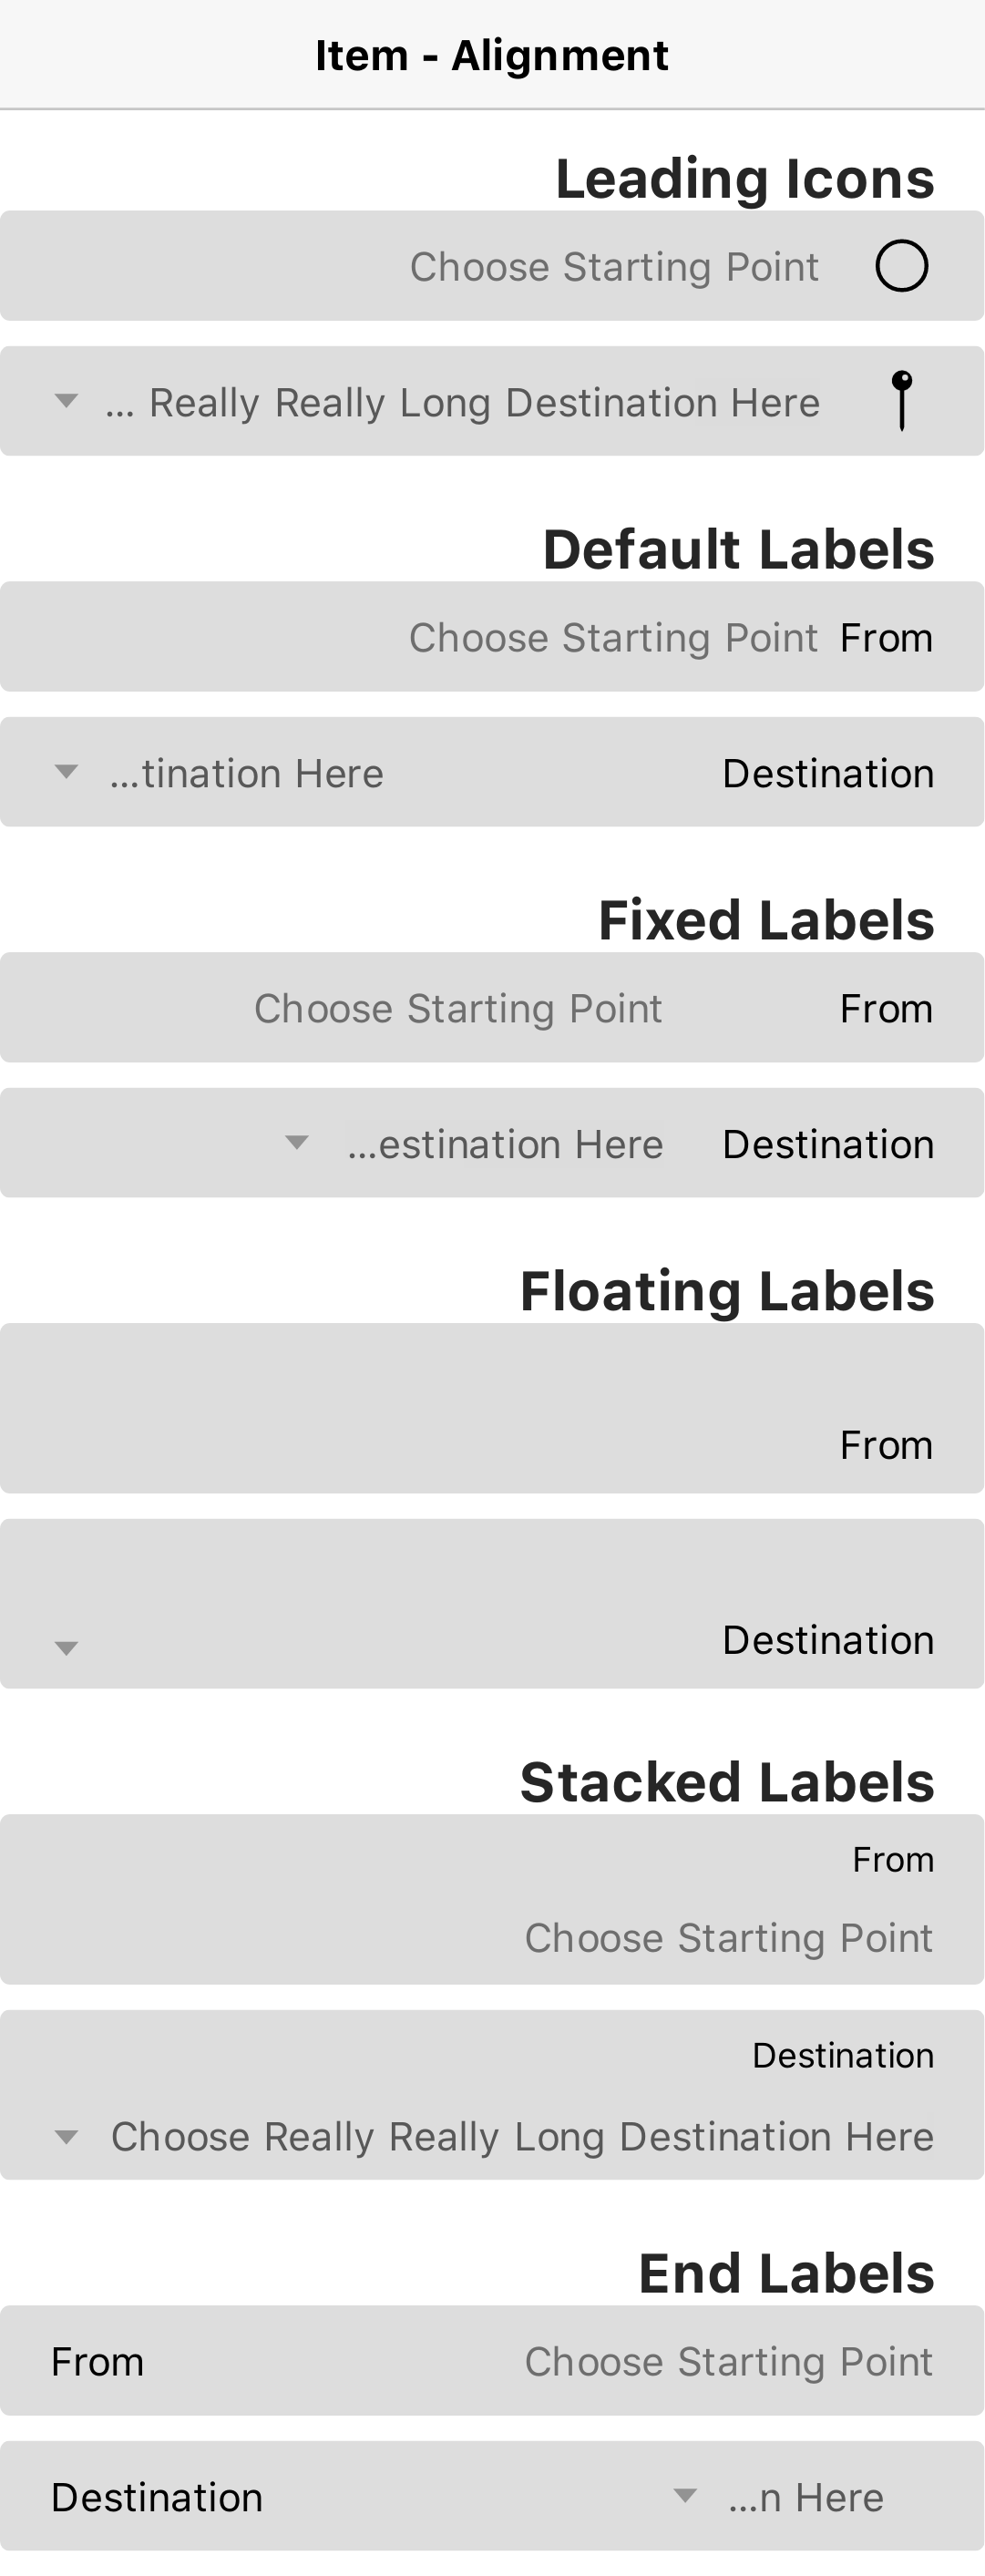 Item - Alignment
Leading Icons
Choose Starting Point
... Really Really Long Destination Here
Default Labels
Choose Starting Point From
...tination Here Destination
Fixed Labels
Choose Starting Point From
...estination Here Destination
Floating Labels
From
Destination
Stacked Labels
From
Choose Starting Point
Destination
Choose Really Really Long Destination Here
End Labels
From Choose Starting Point
Destination ...n Here